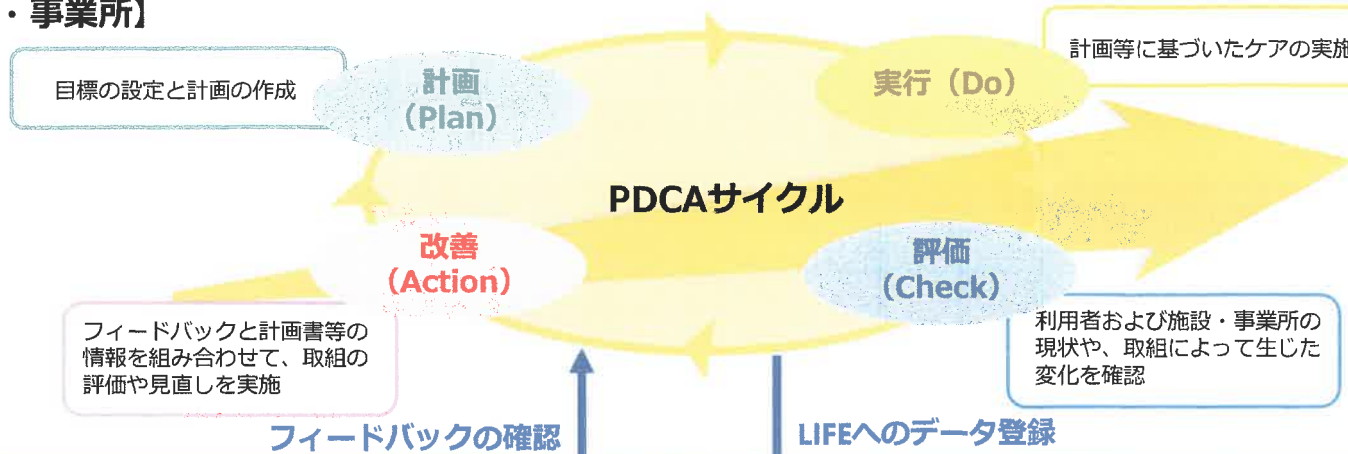 ・事業所】
目標の設定と計画の作成
計画
(Plan)
実行（Do）
計画等に基づいたケアの実施
PDCAサイクル
改善
(Action)
評価
(Check)
フィードバックと計画書等の
情報を組み合わせて、取組の
評価や見直しを実施
利用者および施設・事業所の
現状や、取組によって生じた
変化を確認
フィードバックの確認
LIFEへのデータ登録